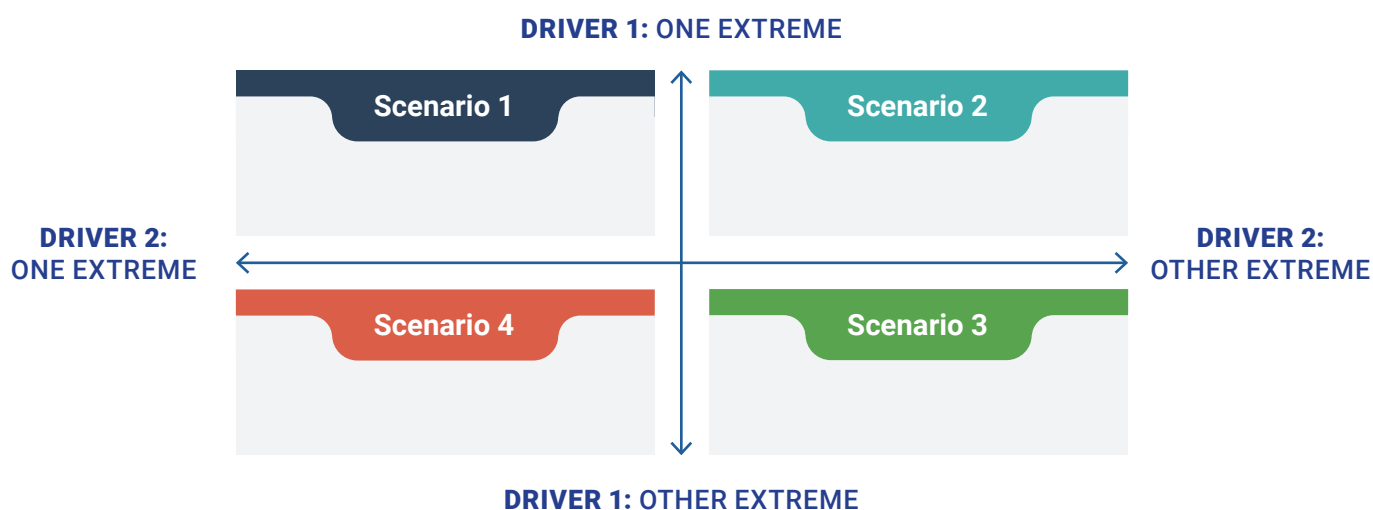 DRIVER 1: ONE EXTREME
Scenario 1
Scenario 2
DRIVER 2:
ONE EXTREME
DRIVER 2:
OTHER EXTREME
Scenario 4
Scenario 3
DRIVER 1: OTHER EXTREME